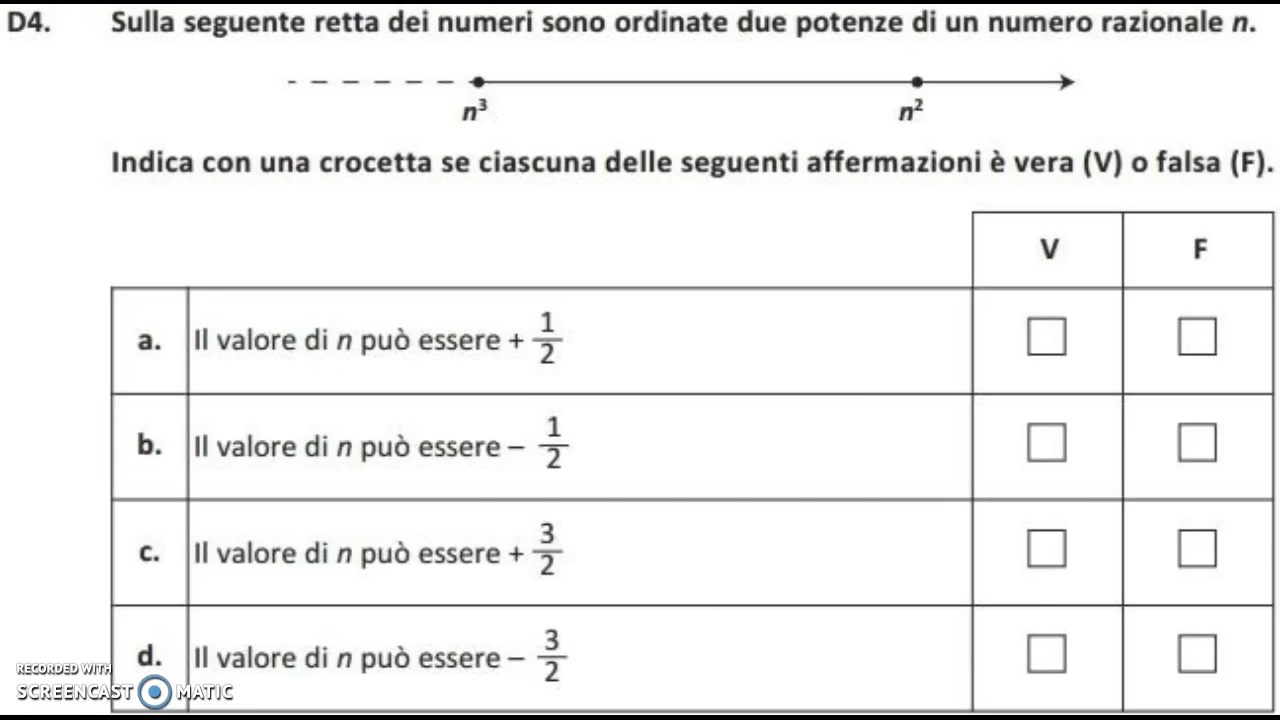 D4. Sulla seguente retta dei numeri sono ordinate due potenze di un numero razionale n.
n³ n²
Indica con una crocetta se ciascuna delle seguenti affermazioni è vera (V) o falsa (F).
V F
a. Il valore di n può essere + 1/2
b. Il valore di n può essere – 1/2
c. Il valore di n può essere + 3/2
d. Il valore di n può essere – 3/2
RECORDED WITH
SCREENCAST MATIC